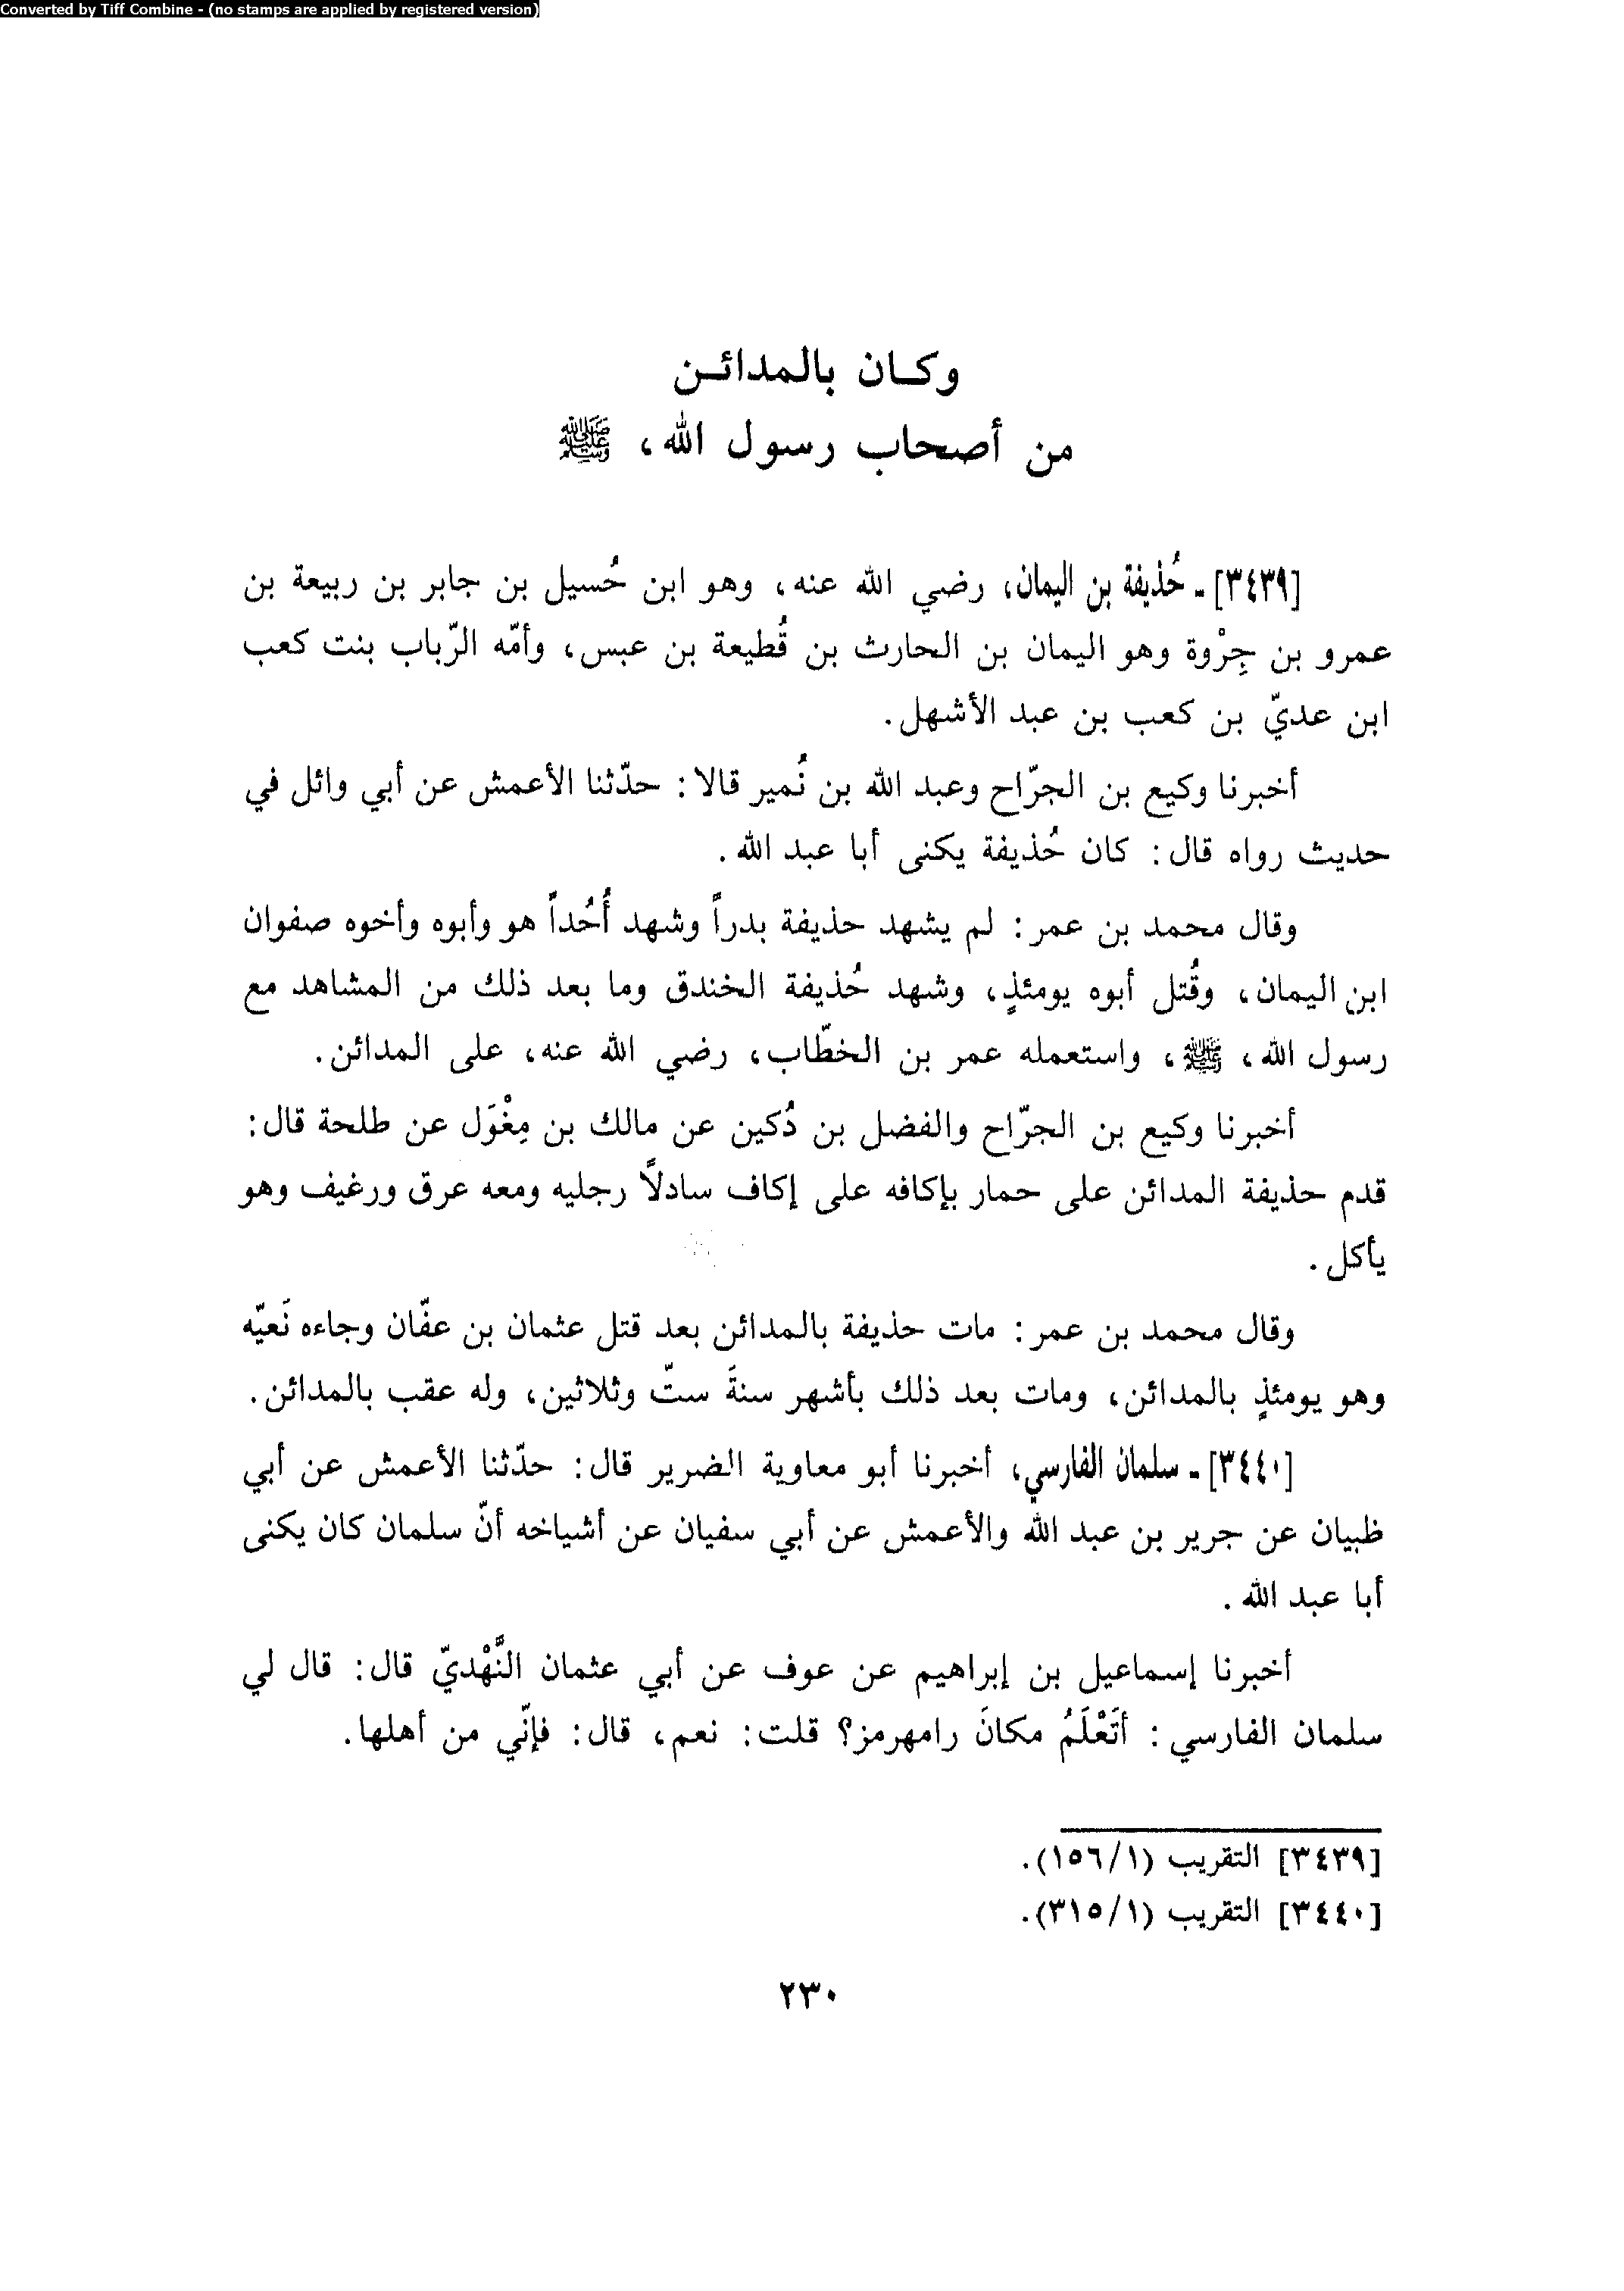 Converted by Tiff Combine - (no stamps are applied by registered version)
وكـان بالمدائـن
من أصحاب رسول الله، ﷺ
[٣٤٣٩] - حُذيفة بن اليمان، رضي الله عنه، وهو ابن حُسيل بن جابر بن ربيعة بن
عمرو بن جِرْوة وهو اليمان بن الحارث بن قُطيعة بن عبس، وأمّه الرّباب بنت كعب
ابن عديّ بن كعب بن عبد الأشهل.
أخبرنا وكيع بن الجرّاح وعبد الله بن نُمير قالا: حدّثنا الأعمش عن أبي وائل في
حديث رواه قال: كان حُذيفة يكنى أبا عبد الله.
وقال محمد بن عمر: لم يشهد حذيفة بدراً وشهد أُحُداً هو وأبوه وأخوه صفوان
ابن اليمان، وقُتل أبوه يومئذٍ، وشهد حُذيفة الخندق وما بعد ذلك من المشاهد مع
رسول الله، ﷺ، واستعمله عمر بن الخطّاب، رضي الله عنه، على المدائن.
أخبرنا وكيع بن الجرّاح والفضل بن دُكين عن مالك بن مِغْوَل عن طلحة قال:
قدم حذيفة المدائن على حمار بإكافه على إكاف سادلاً رجليه ومعه عرق ورغيف وهو
يأكل.
وقال محمد بن عمر: مات حذيفة بالمدائن بعد قتل عثمان بن عفّان وجاءه نَعيّه
وهو يومئذٍ بالمدائن، ومات بعد ذلك بأشهر سنةَ ستّ وثلاثين، وله عقب بالمدائن.
[٣٤٤٠] - سلمان الفارسي، أخبرنا أبو معاوية الضرير قال: حدّثنا الأعمش عن أبي
ظبيان عن جرير بن عبد الله والأعمش عن أبي سفيان عن أشياخه أنّ سلمان كان يكنى
أبا عبد الله.
أخبرنا إسماعيل بن إبراهيم عن عوف عن أبي عثمان النَّهْديّ قال: قال لي
سلمان الفارسي: أتَعْلَمُ مكانَ رامهرمز؟ قلت: نعم، قال: فإنّي من أهلها.
[٣٤٣٩] التقريب (١/١٥٦).
[٣٤٤٠] التقريب (١/٣١٥).
٢٣٠